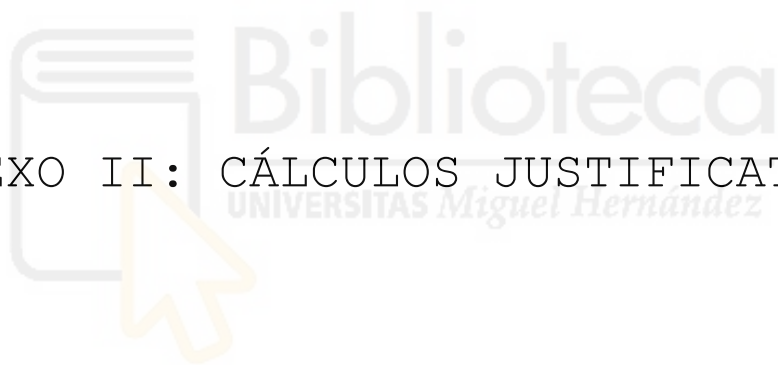 Biblioteca
EXO II: CÁLCULOS JUSTIFICAT
UNIVERSITAS Miguel Hernández